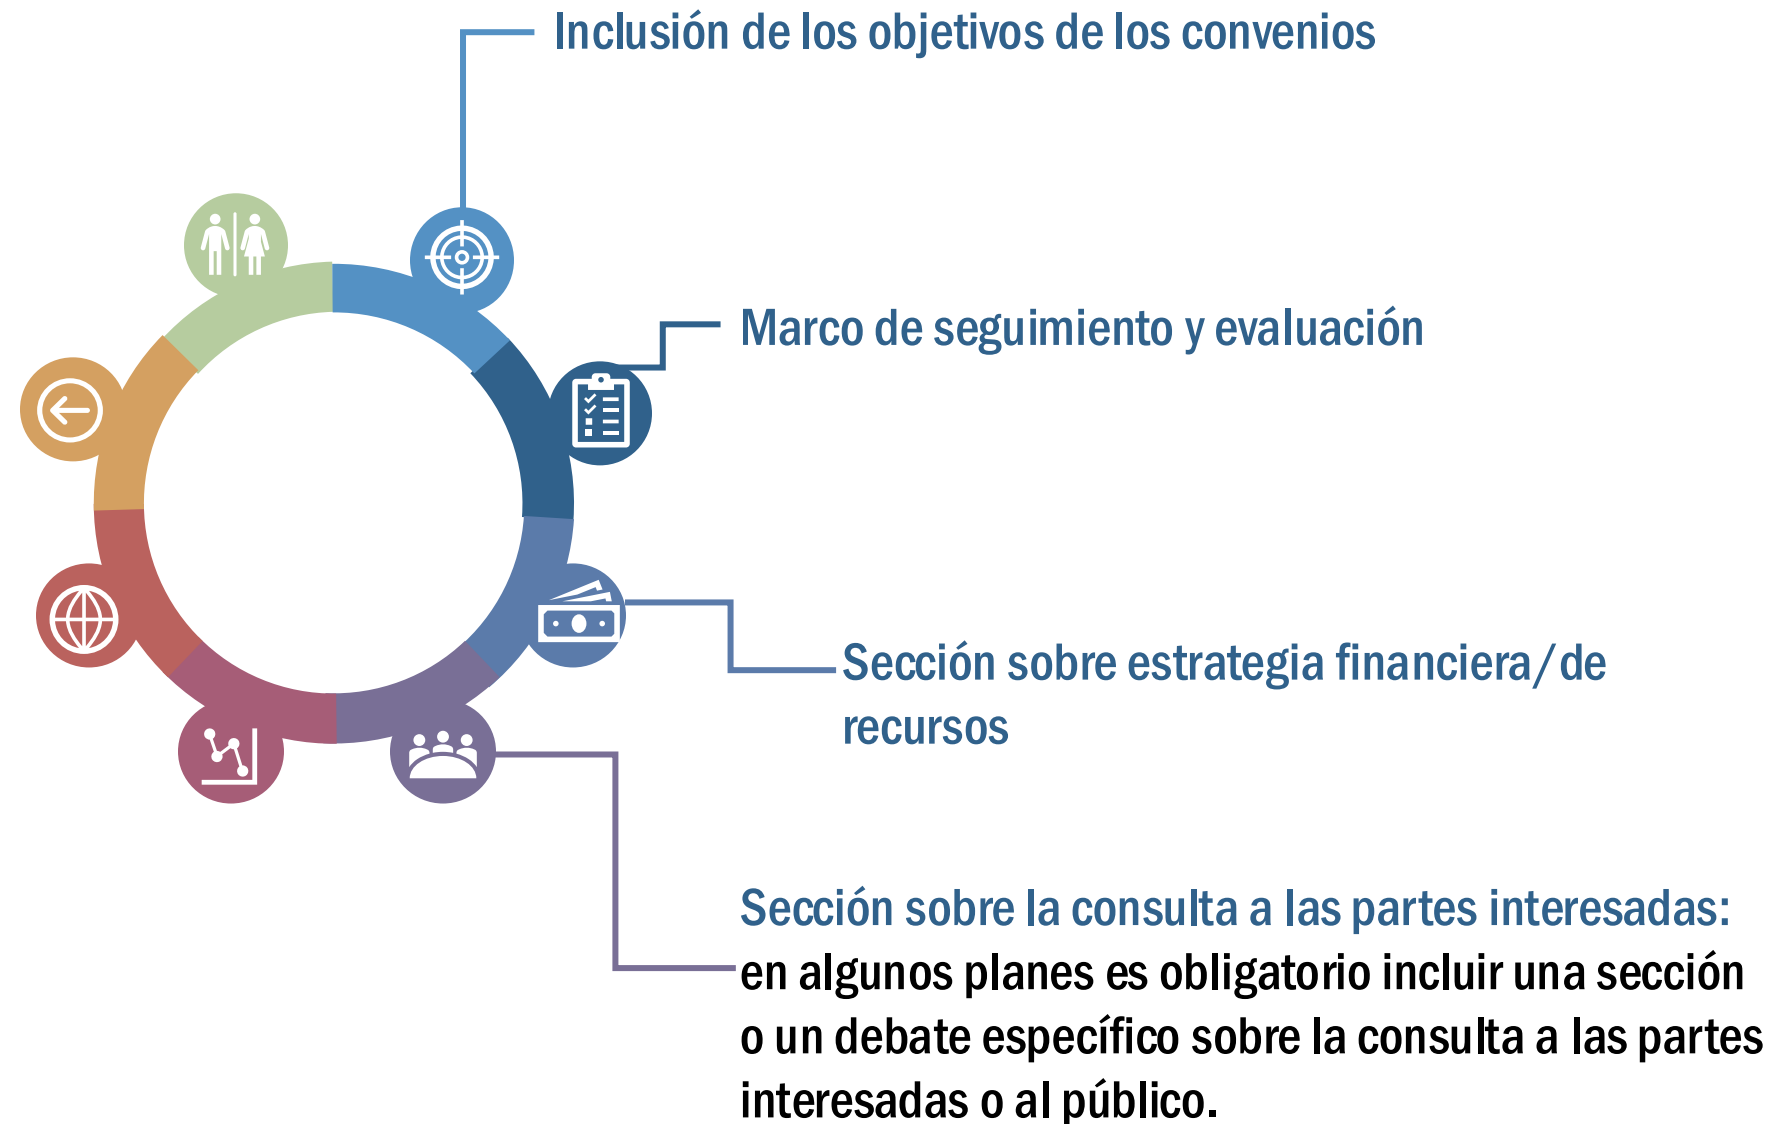 Inclusión de los objetivos de los convenios
Marco de seguimiento y evaluación
Sección sobre estrategia financiera/de
recursos
Sección sobre la consulta a las partes interesadas:
en algunos planes es obligatorio incluir una sección
o un debate específico sobre la consulta a las partes
interesadas o al público.